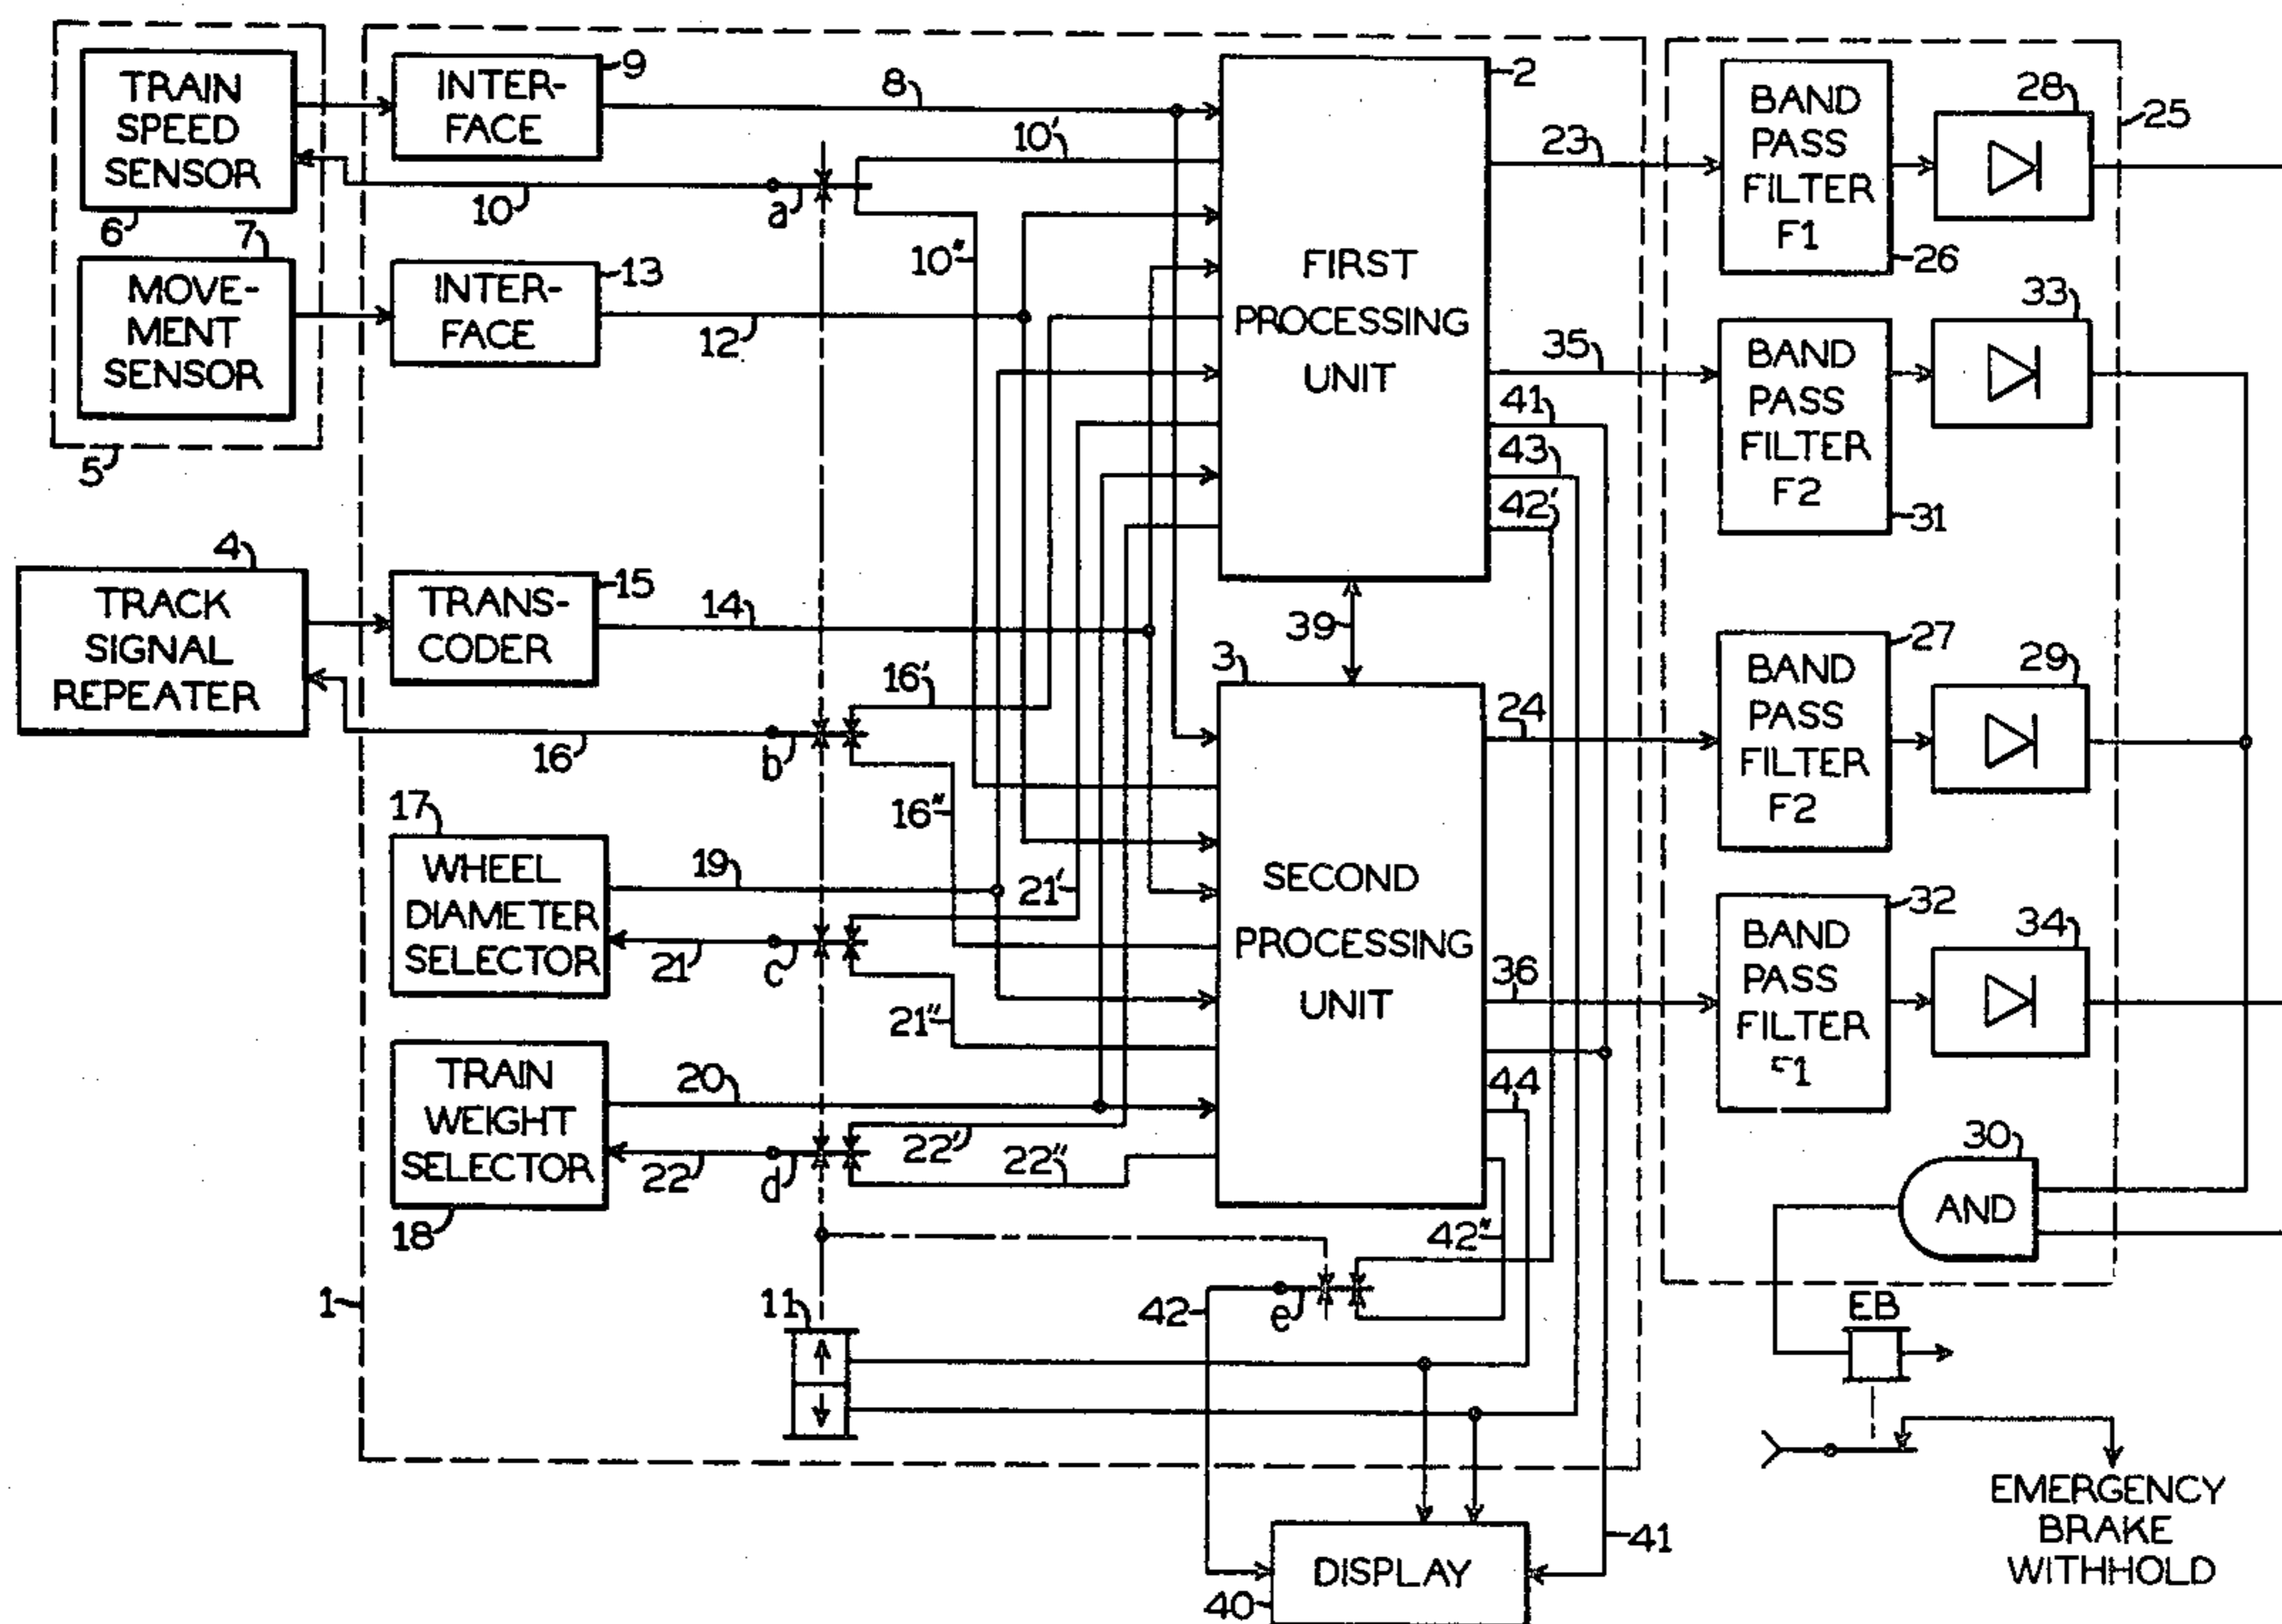 TRAIN
SPEED
SENSOR
6
7
MOVE-
MENT
SENSOR
5
INTER-
FACE
9
8
10
a
10'
10"
INTER-
FACE
13
12
4
TRACK
SIGNAL
REPEATER
TRANS-
CODER
15
14
16
b
16'
16"
17
WHEEL
DIAMETER
SELECTOR
19
21
c
21'
21"
TRAIN
WEIGHT
SELECTOR
18
20
22
d
22'
22"
1
11
2
FIRST
PROCESSING
UNIT
39
3
SECOND
PROCESSING
UNIT
23
35
41
43
42'
24
36
44
42"
42
e
41
DISPLAY
40
BAND
PASS
FILTER
F1
26
28
25
BAND
PASS
FILTER
F2
31
33
27
BAND
PASS
FILTER
F2
29
32
BAND
PASS
FILTER
F1
34
30
AND
EB
EMERGENCY
BRAKE
WITHHOLD